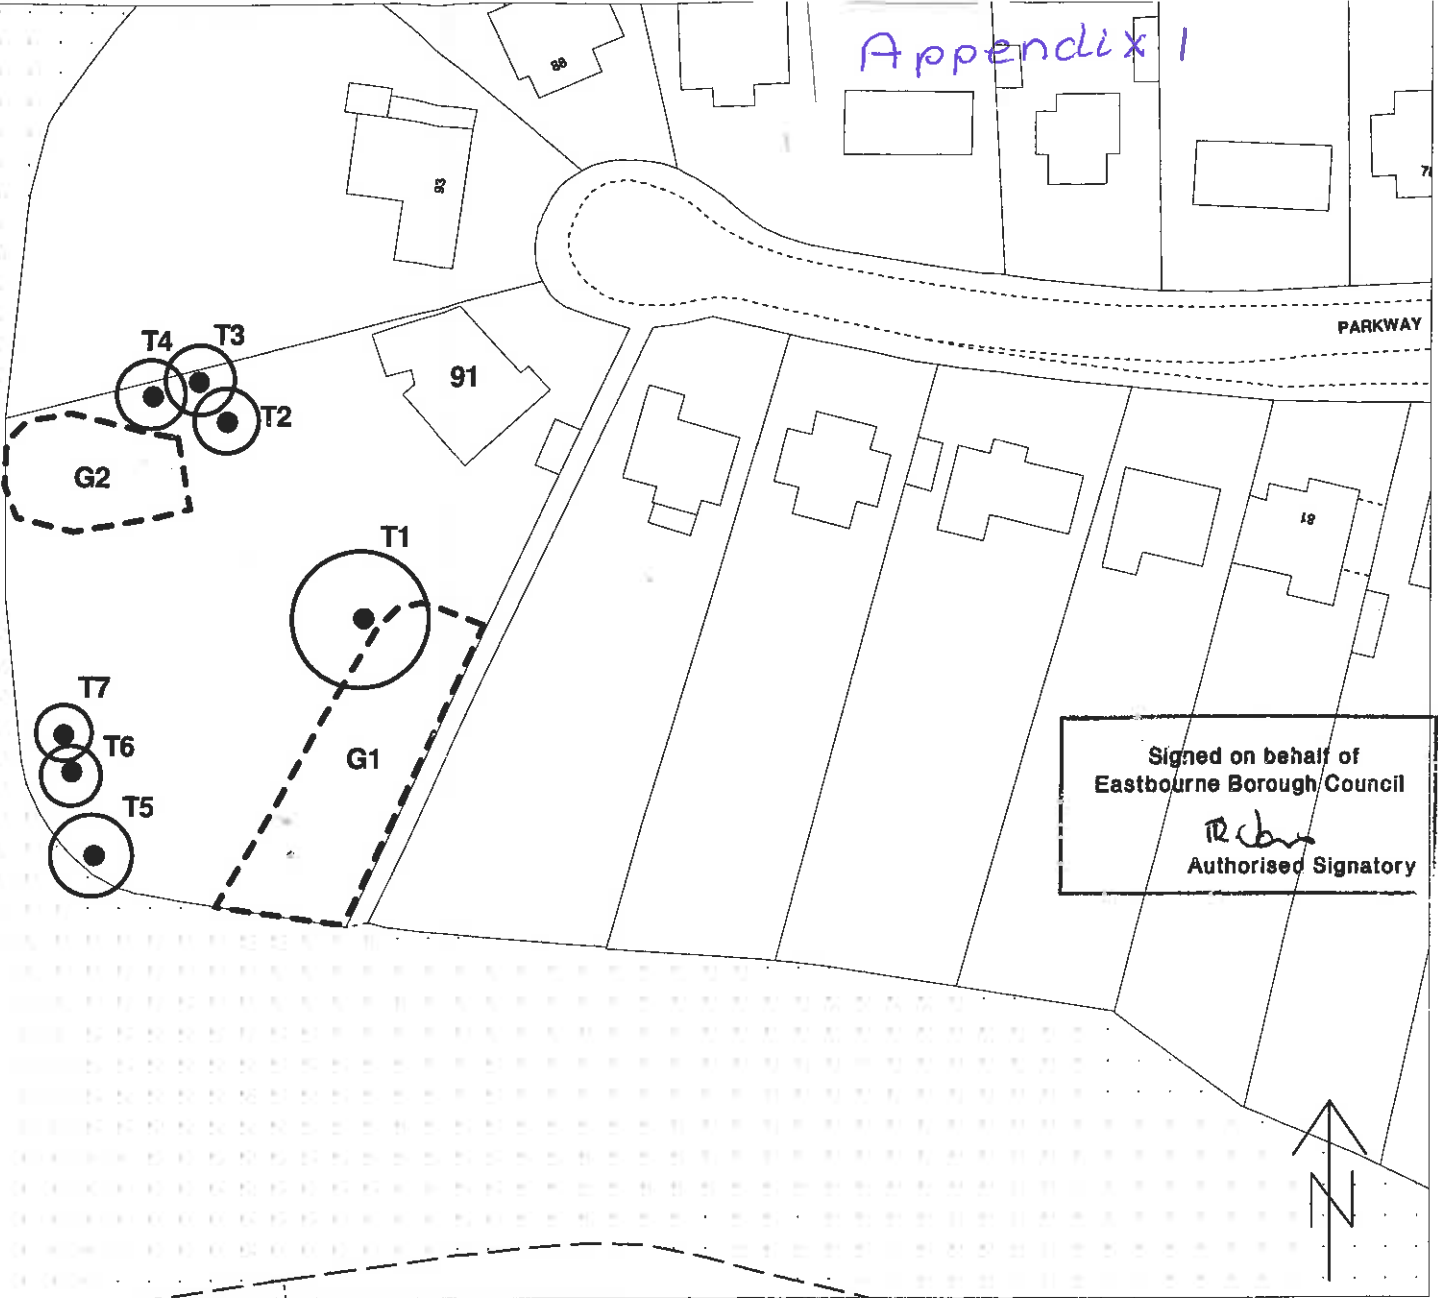 Appendix 1
88
93
PARKWAY
T4
T3
T2
91
G2
T1
81
T7
T6
G1
T5
Signed on behalf of
Eastbourne Borough Council
Authorised Signatory
N